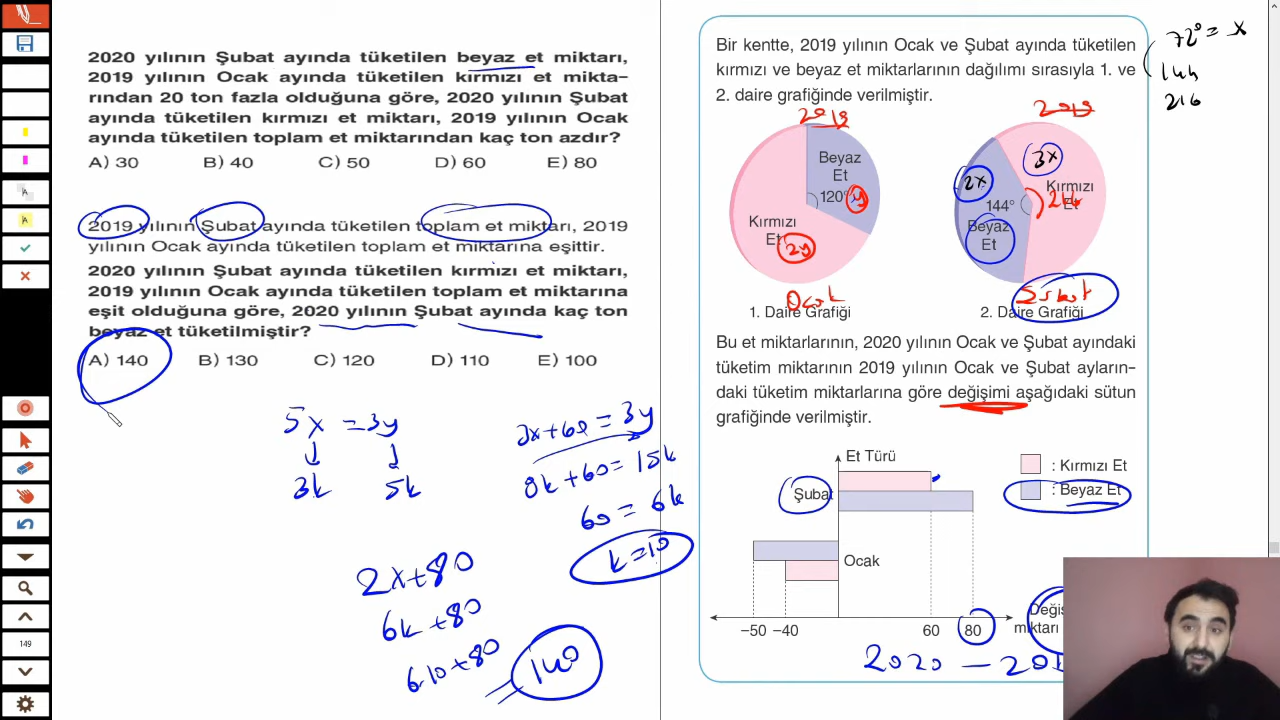 2020 yılının Şubat ayında tüketilen beyaz et miktarı,
2019 yılının Ocak ayında tüketilen kırmızı et mikta-
rından 20 ton fazla olduğuna göre, 2020 yılının Şubat
ayında tüketilen kırmızı et miktarı, 2019 yılının Ocak
ayında tüketilen toplam et miktarından kaç ton azdır?
A) 30 B) 40 C) 50 D) 60 E) 80
2019 yılının Şubat ayında tüketilen toplam et miktarı, 2019
yılının Ocak ayında tüketilen toplam et miktarına eşittir.
2020 yılının Şubat ayında tüketilen kırmızı et miktarı,
2019 yılının Ocak ayında tüketilen toplam et miktarına
eşit olduğuna göre, 2020 yılının Şubat ayında kaç ton
beyaz et tüketilmiştir?
A) 140 B) 130 C) 120 D) 110 E) 100
5x = 3y
3k 5k
3x+60 = 3y
8k+60 = 15k
60 = 6k
k=10
2x+80
6k+80
6.10+80
= 140
149
Bir kentte, 2019 yılının Ocak ve Şubat ayında tüketilen
kırmızı ve beyaz et miktarlarının dağılımı sırasıyla 1. ve
2. daire grafiğinde verilmiştir.
72° = x
144
216
2019
Beyaz
Et
120° y
Kırmızı
Et 2y
Ocak
1. Daire Grafiği
2019
3x
2x
Kırmızı
Et
144°
Beyaz
Et
Şubat
2. Daire Grafiği
Bu et miktarlarının, 2020 yılının Ocak ve Şubat ayındaki
tüketim miktarının 2019 yılının Ocak ve Şubat ayların-
daki tüketim miktarlarına göre değişimi aşağıdaki sütun
grafiğinde verilmiştir.
Et Türü
: Kırmızı Et
: Beyaz Et
Şubat
Ocak
−50 −40 60 80
miktarı
2020 –